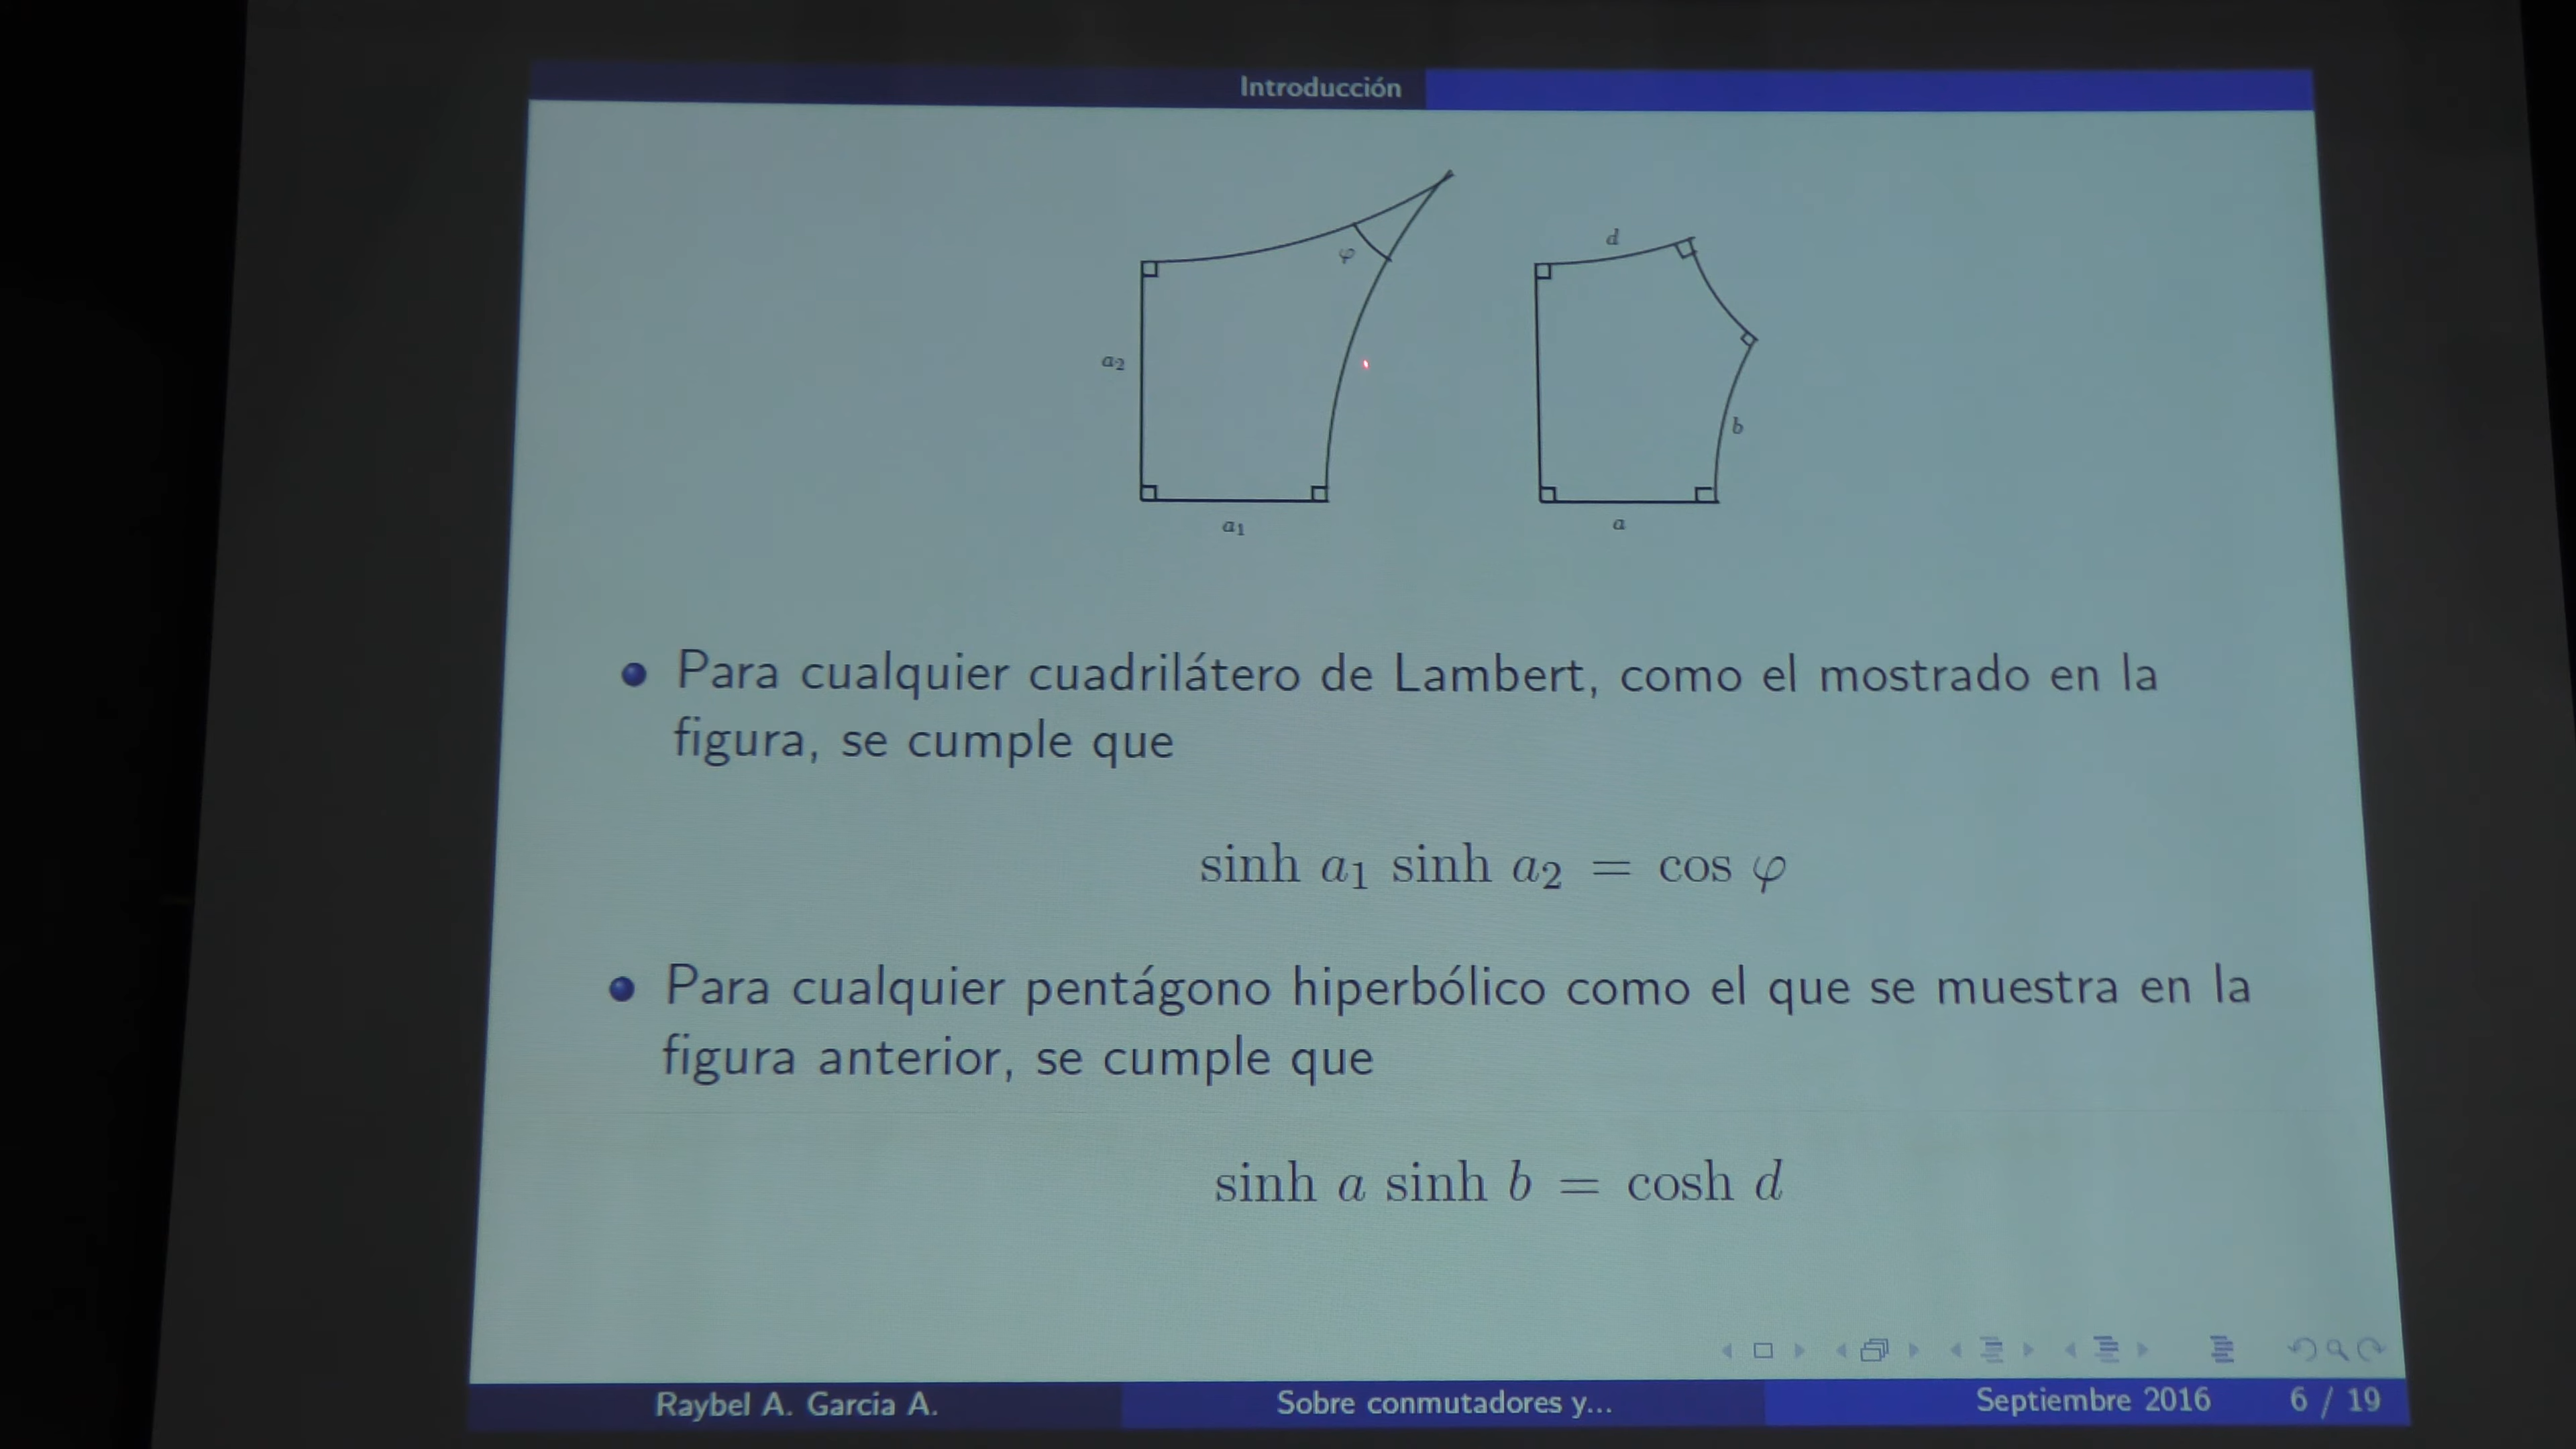 Introducción
φ
d
a₂
b
a₁
a
Para cualquier cuadrilátero de Lambert, como el mostrado en la
figura, se cumple que
sinh a₁ sinh a₂ = cos φ
Para cualquier pentágono hiperbólico como el que se muestra en la
figura anterior, se cumple que
sinh a sinh b = cosh d
Raybel A. Garcia A. Sobre conmutadores y... Septiembre 2016 6 / 19